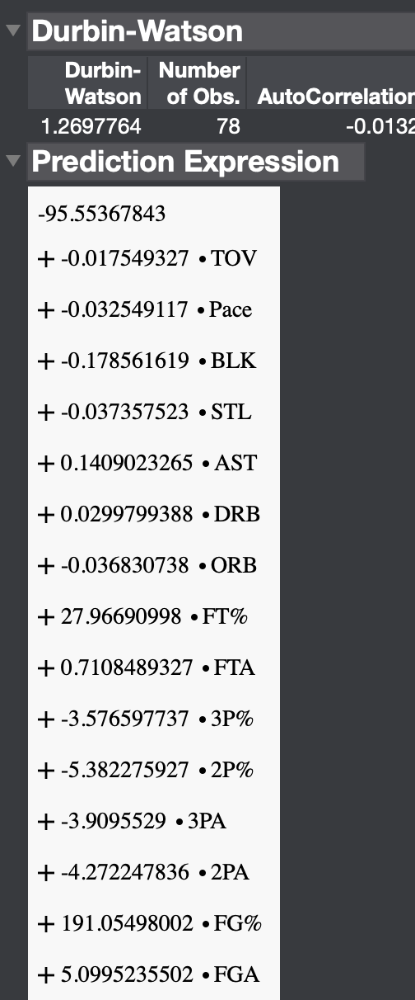 Durbin-Watson
Durbin- Number
Watson of Obs. AutoCorrelation
1.2697764 78 -0.0132
Prediction Expression
-95.55367843
+ -0.017549327 • TOV
+ -0.032549117 • Pace
+ -0.178561619 • BLK
+ -0.037357523 • STL
+ 0.1409023265 • AST
+ 0.0299799388 • DRB
+ -0.036830738 • ORB
+ 27.96690998 • FT%
+ 0.7108489327 • FTA
+ -3.576597737 • 3P%
+ -5.382275927 • 2P%
+ -3.9095529 • 3PA
+ -4.272247836 • 2PA
+ 191.05498002 • FG%
+ 5.0995235502 • FGA